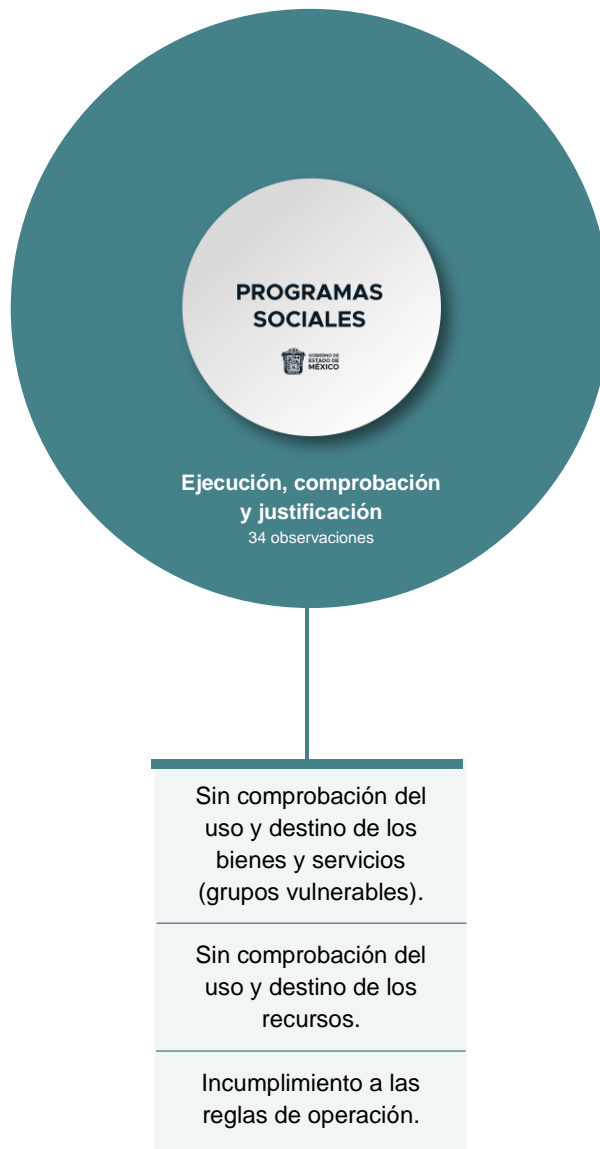 PROGRAMAS
SOCIALES
GOBIERNO DE
ESTADO DE
MÉXICO
Ejecución, comprobación
y justificación
34 observaciones
Sin comprobación del
uso y destino de los
bienes y servicios
(grupos vulnerables).
Sin comprobación del
uso y destino de los
recursos.
Incumplimiento a las
reglas de operación.